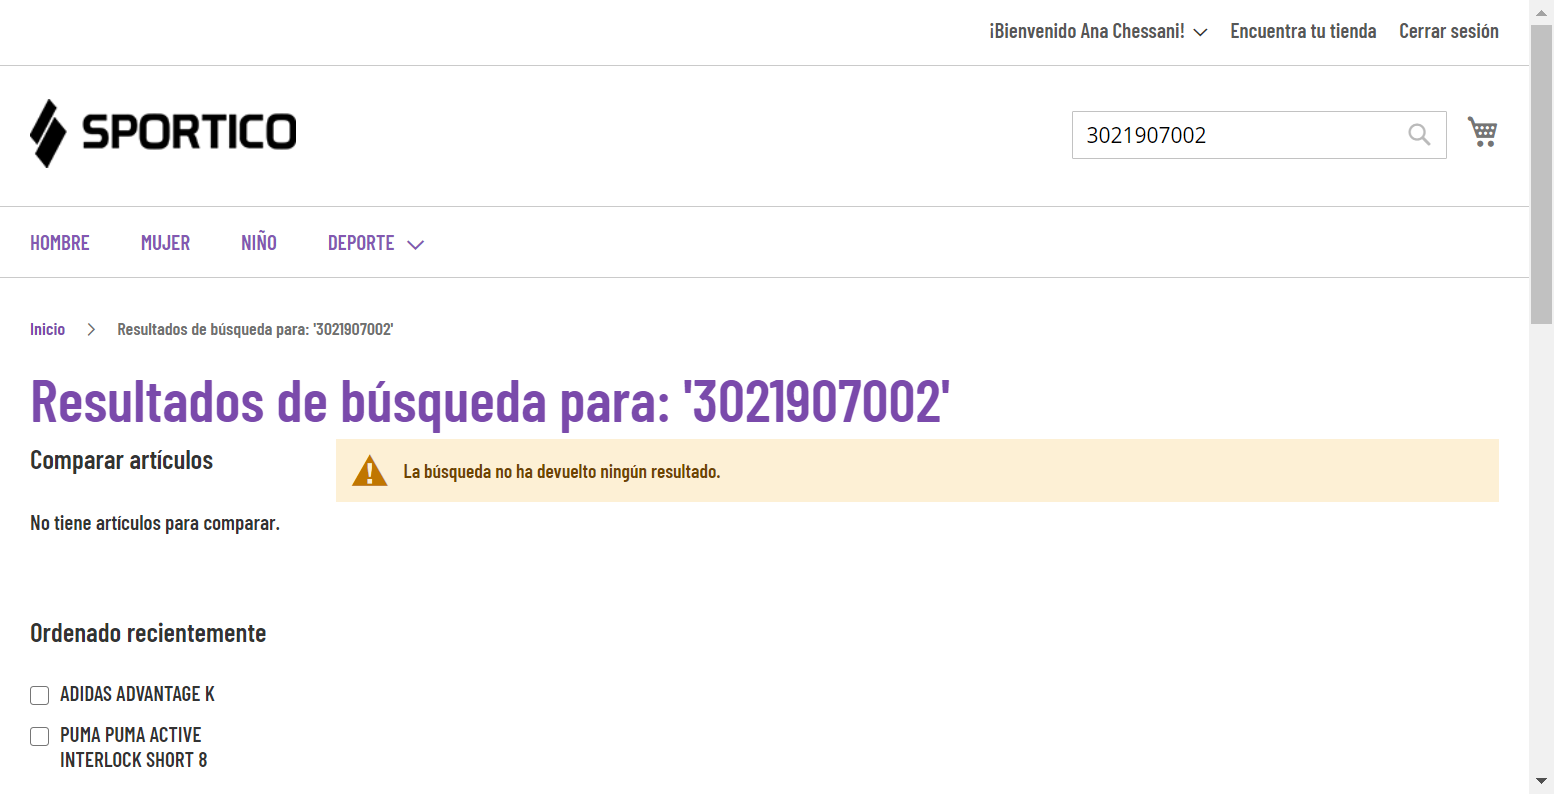 ¡Bienvenido Ana Chessani! Encuentra tu tienda Cerrar sesión
SPORTICO
3021907002
HOMBRE MUJER NIÑO DEPORTE
Inicio Resultados de búsqueda para: '3021907002'
Resultados de búsqueda para: '3021907002'
Comparar artículos
La búsqueda no ha devuelto ningún resultado.
No tiene artículos para comparar.
Ordenado recientemente
ADIDAS ADVANTAGE K
PUMA PUMA ACTIVE
INTERLOCK SHORT 8